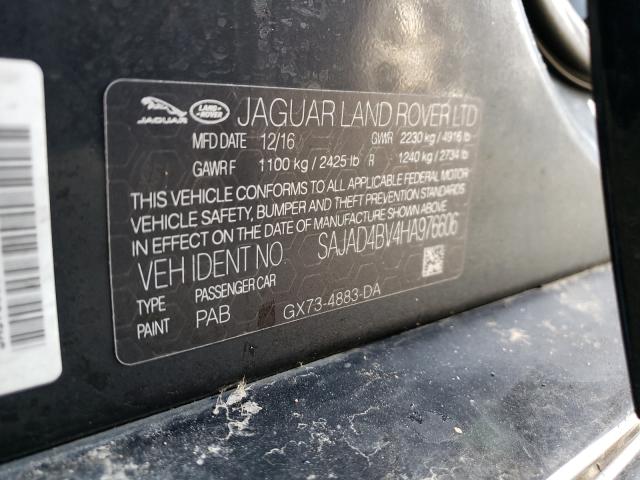 JAGUAR LAND ROVER JAGUAR LAND ROVER LTD
MFD DATE 12/16 GVWR 2230 kg / 4916 lb
GAWR F 1100 kg / 2425 lb R 1240 kg / 2734 lb
THIS VEHICLE CONFORMS TO ALL APPLICABLE FEDERAL MOTOR
VEHICLE SAFETY, BUMPER AND THEFT PREVENTION STANDARDS
IN EFFECT ON THE DATE OF MANUFACTURE SHOWN ABOVE
VEH IDENT NO. SAJAD4BV4HA976606
TYPE PASSENGER CAR
PAINT PAB GX73-4883-DA